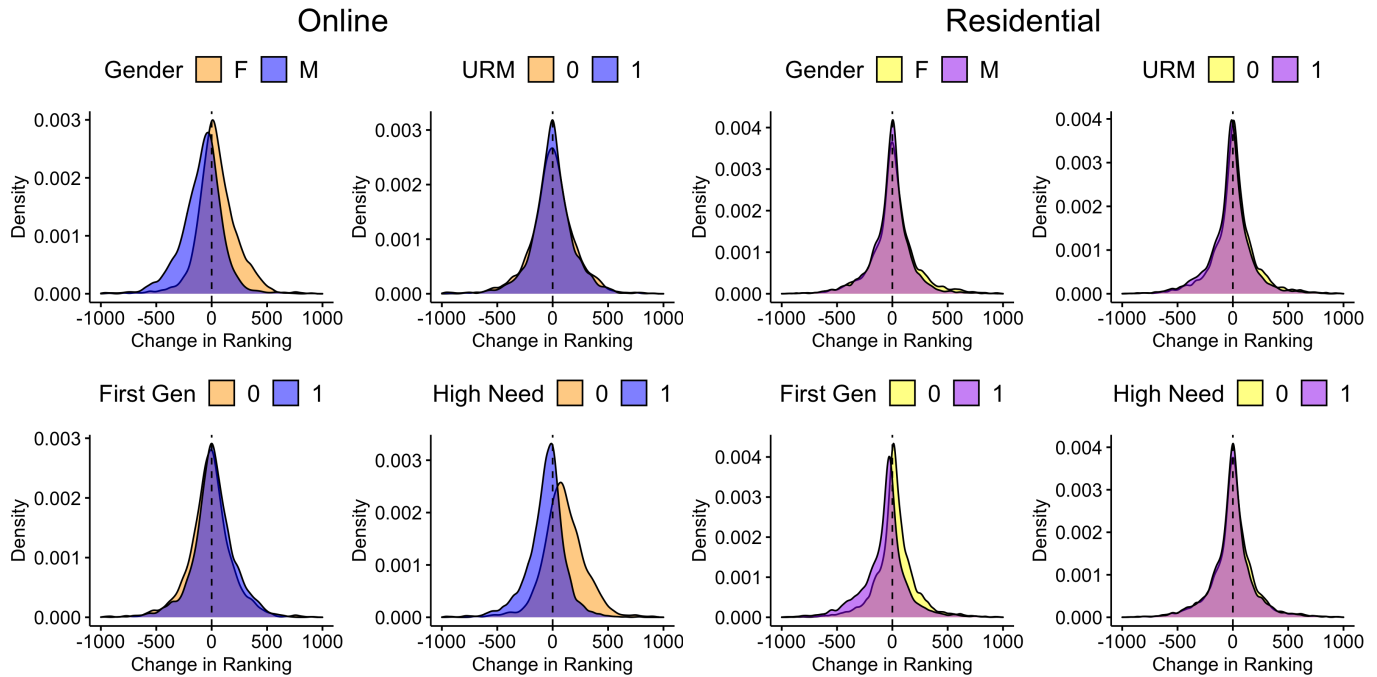 Online
Residential
Gender F M
URM 0 1
Gender F M
URM 0 1
Density
0.003
0.002
0.001
0.000
-1000 -500 0 500 1000
Change in Ranking
Density
0.003
0.002
0.001
0.000
-1000 -500 0 500 1000
Change in Ranking
Density
0.004
0.003
0.002
0.001
0.000
-1000 -500 0 500 1000
Change in Ranking
Density
0.004
0.003
0.002
0.001
0.000
-1000 -500 0 500 1000
Change in Ranking
First Gen 0 1
High Need 0 1
First Gen 0 1
High Need 0 1
Density
0.003
0.002
0.001
0.000
-1000 -500 0 500 1000
Change in Ranking
Density
0.003
0.002
0.001
0.000
-1000 -500 0 500 1000
Change in Ranking
Density
0.004
0.003
0.002
0.001
0.000
-1000 -500 0 500 1000
Change in Ranking
Density
0.004
0.003
0.002
0.001
0.000
-1000 -500 0 500 1000
Change in Ranking